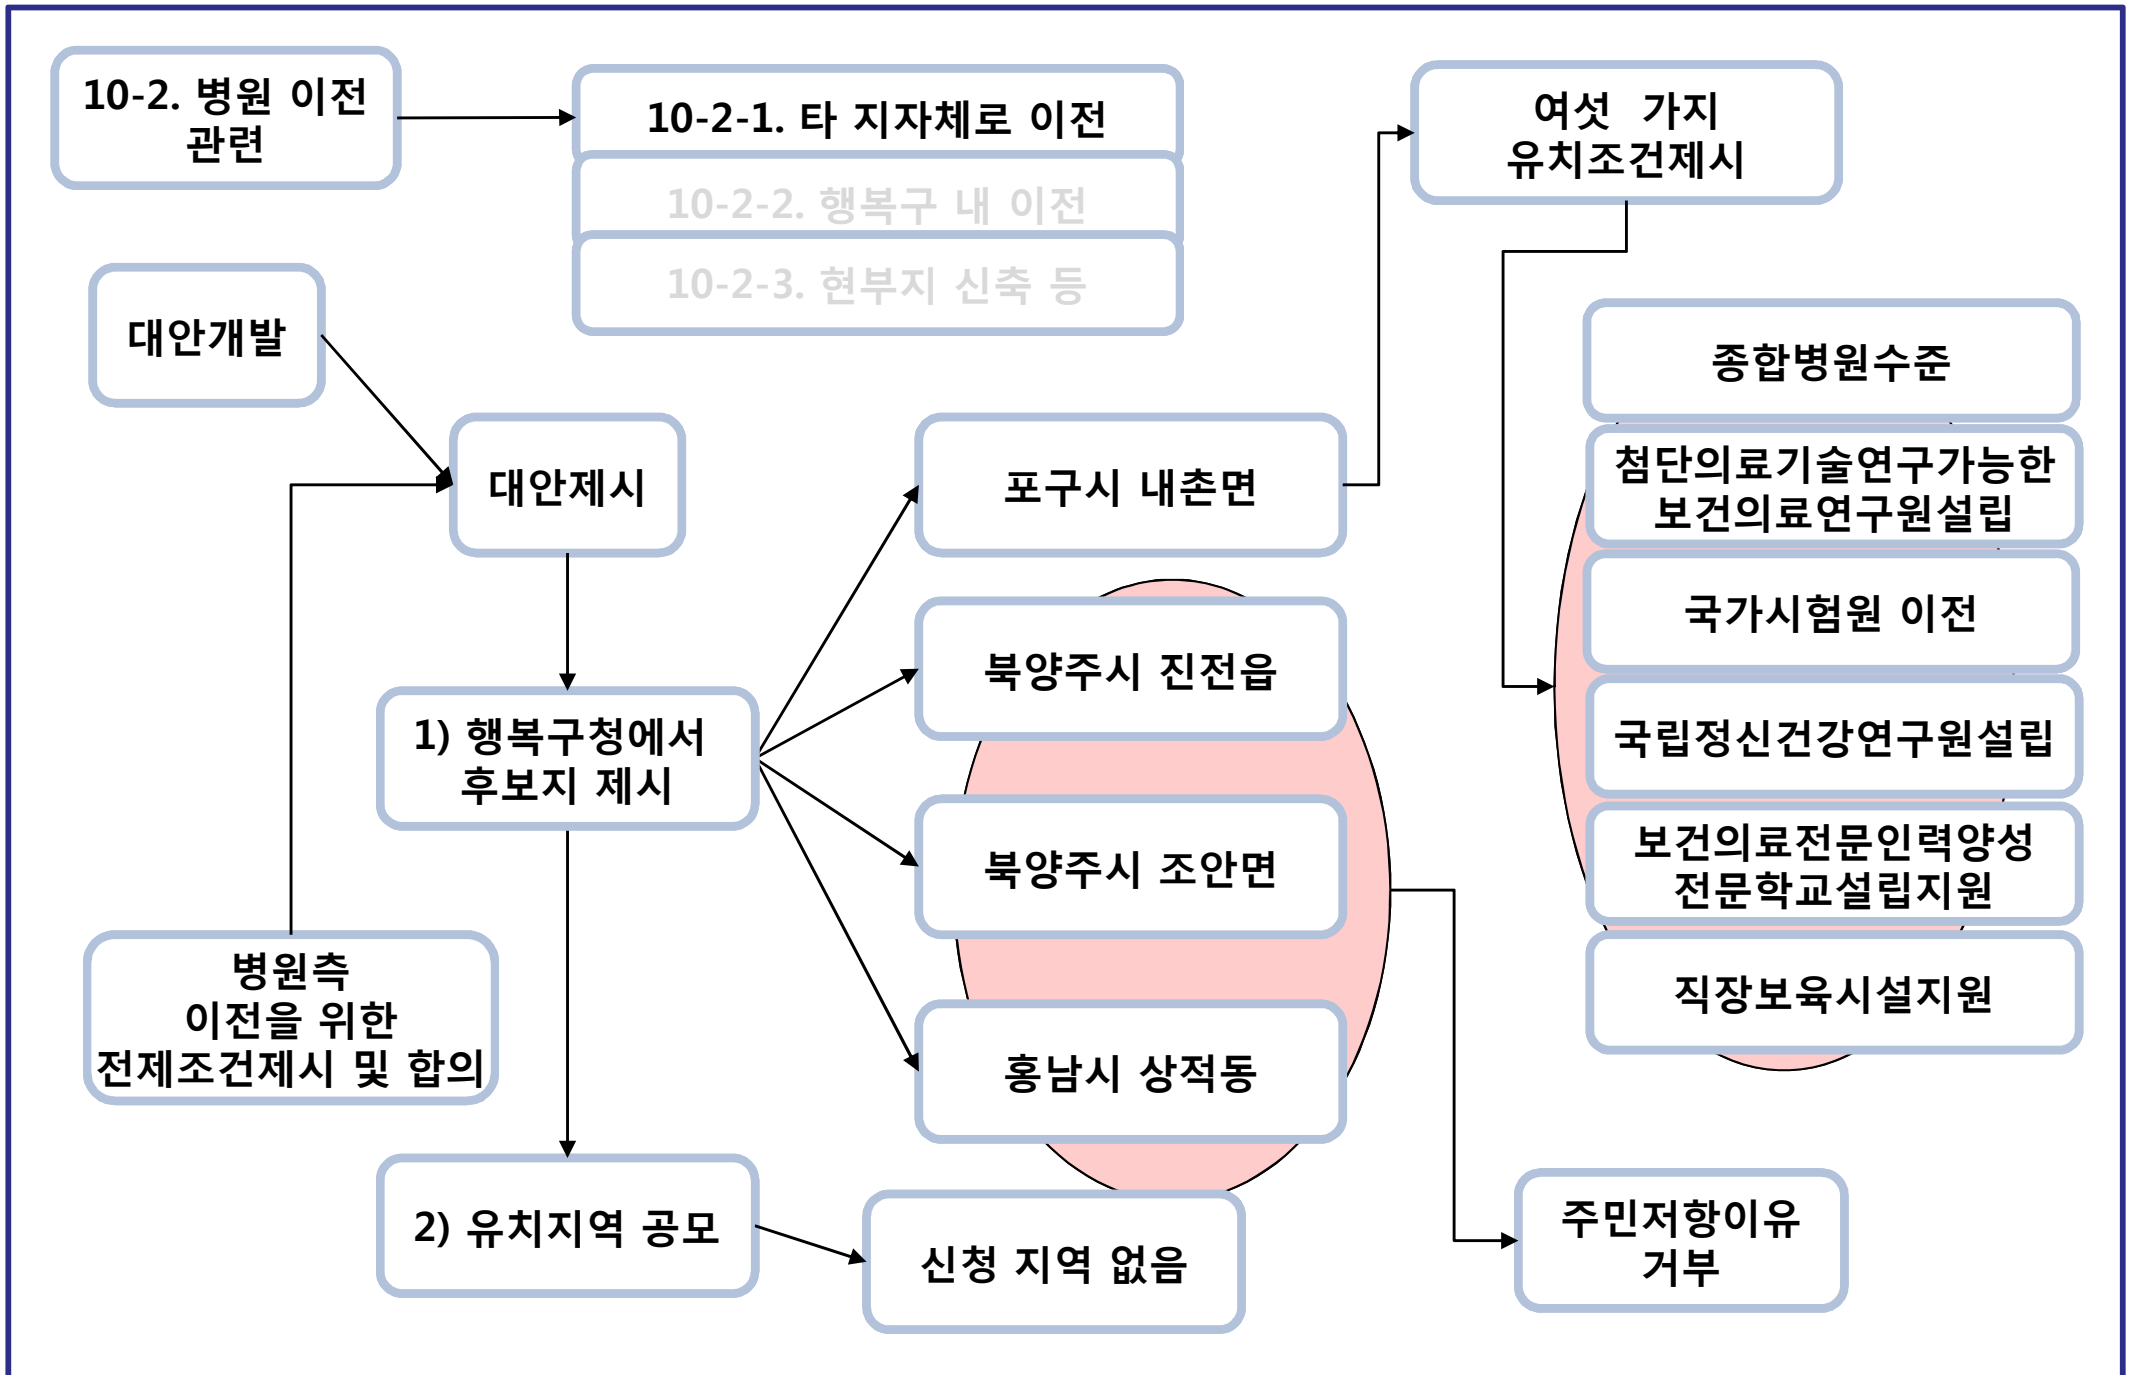 10-2. 병원 이전
관련
10-2-1. 타 지자체로 이전
10-2-2. 행복구 내 이전
10-2-3. 현부지 신축 등
여섯 가지
유치조건제시
대안개발
대안제시
1) 행복구청에서
후보지 제시
병원측
이전을 위한
전제조건제시 및 합의
2) 유치지역 공모
포구시 내촌면
북양주시 진전읍
북양주시 조안면
홍남시 상적동
신청 지역 없음
종합병원수준
첨단의료기술연구가능한
보건의료연구원설립
국가시험원 이전
국립정신건강연구원설립
보건의료전문인력양성
전문학교설립지원
직장보육시설지원
주민저항이유
거부